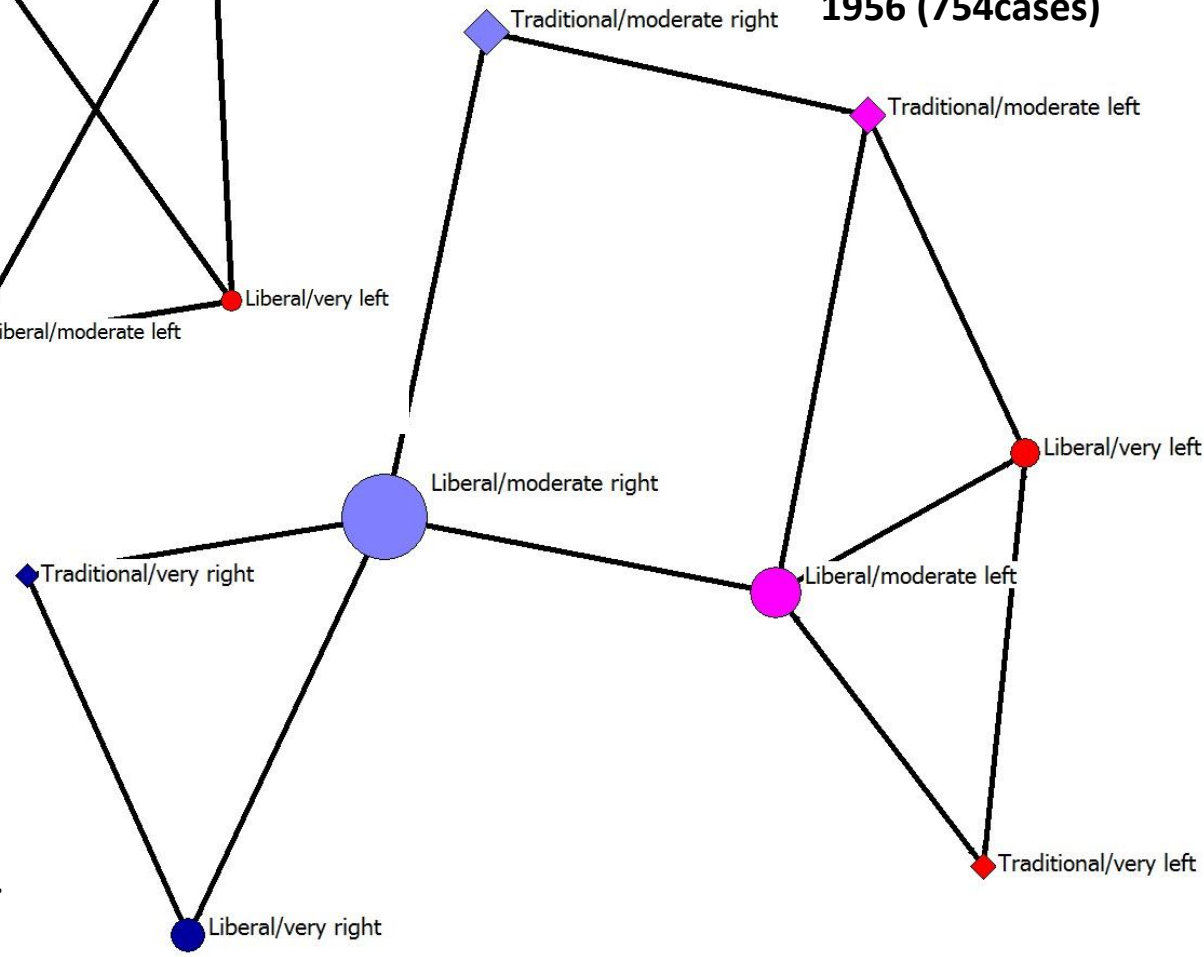 1956 (754cases)
Traditional/moderate right
Traditional/moderate left
Liberal/very left
iberal/moderate left
Liberal/very left
Liberal/moderate right
Traditional/very right
Liberal/moderate left
Traditional/very left
Liberal/very right